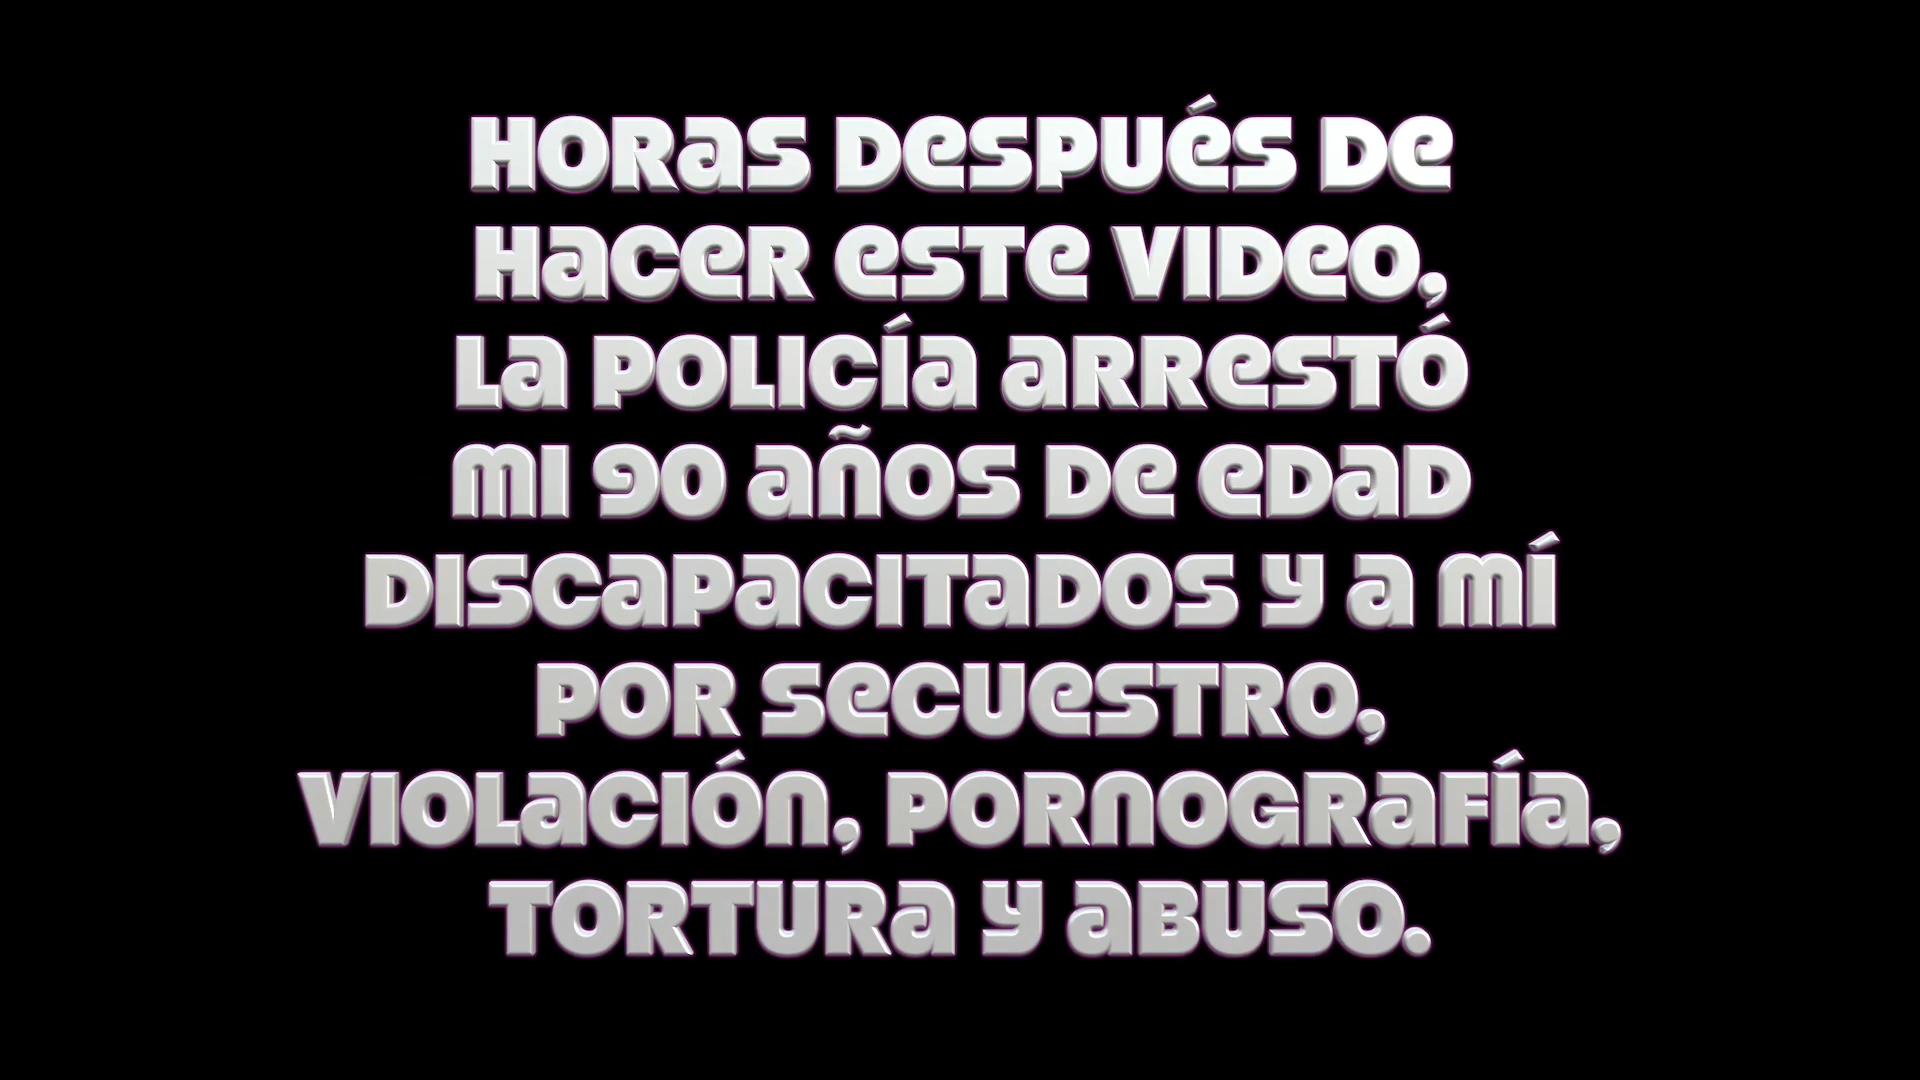 HORAS DESPUÉS DE
HACER ESTE VIDEO,
LA POLICÍA ARRESTÓ
MI 90 AÑOS DE EDAD
DISCAPACITADOS Y A MÍ
POR SECUESTRO,
VIOLACIÓN, PORNOGRAFÍA,
TORTURA Y ABUSO.